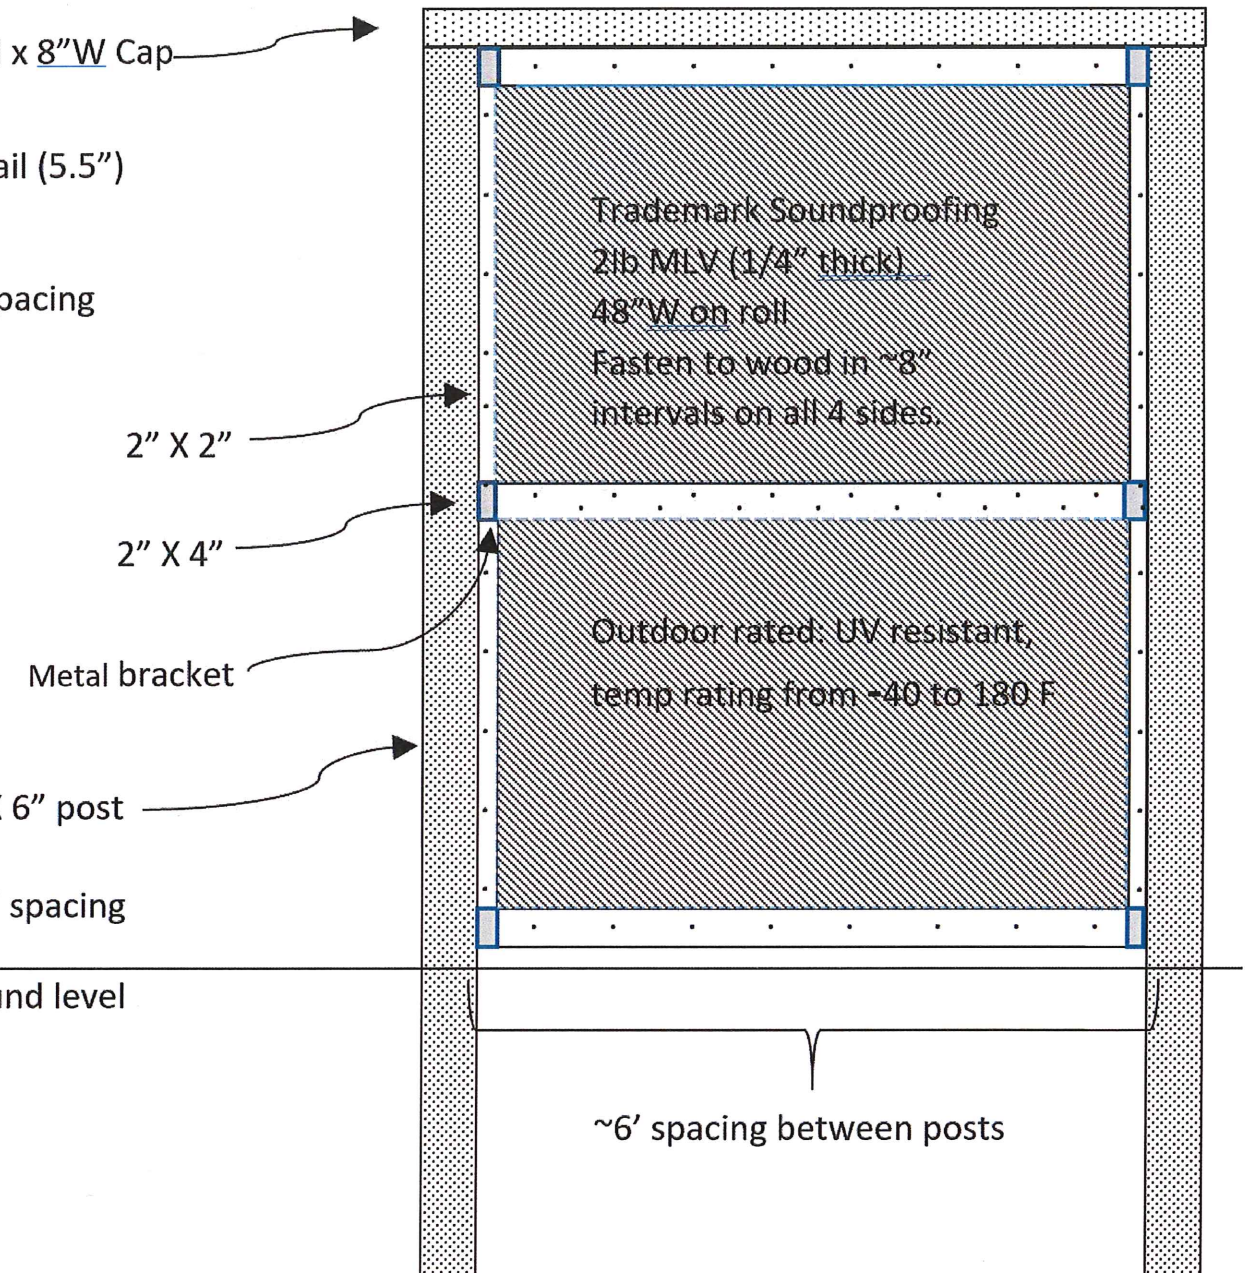 x 8”W Cap
ail (5.5”)
Trademark Soundproofing
2lb MLV (1/4” thick)
48”W on roll
Fasten to wood in ~8”
intervals on all 4 sides.
pacing
2” X 2”
2” X 4”
Outdoor rated: UV resistant,
temp rating from -40 to 180 F
Metal bracket
X 6” post
spacing
und level
~6’ spacing between posts